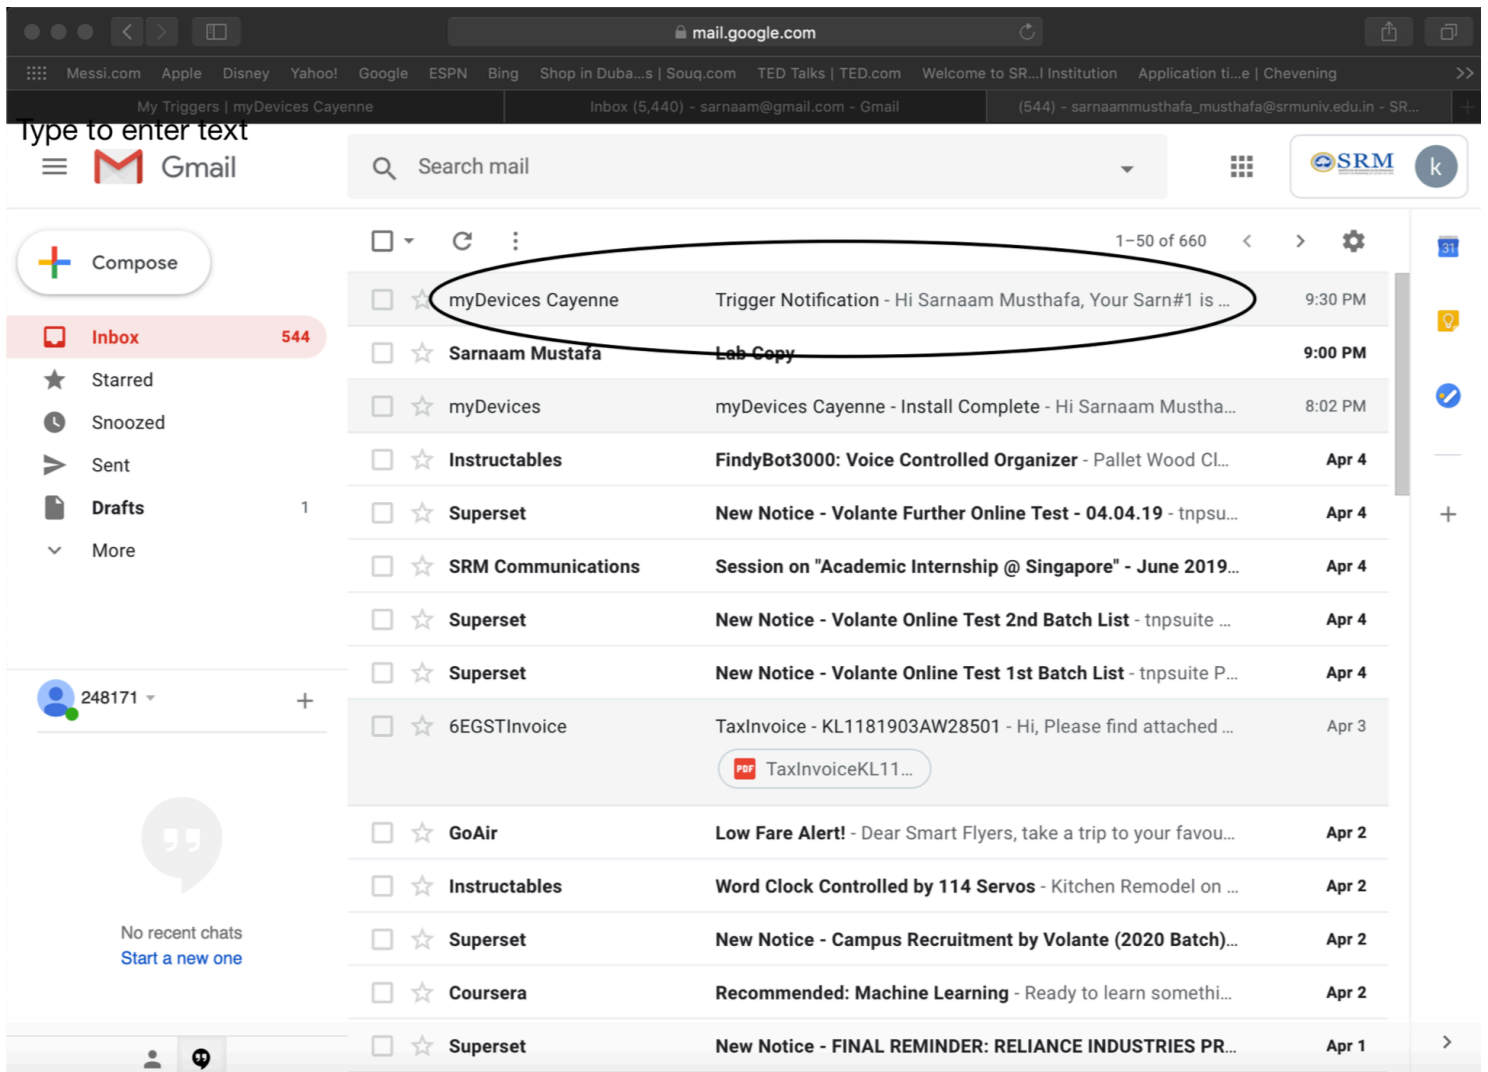 mail.google.com
Messi.com Apple Disney Yahoo! Google ESPN Bing Shop in Duba...s | Souq.com TED Talks | TED.com Welcome to SR...l Institution Application ti...e | Chevening >>
My Triggers | myDevices Cayenne Inbox (5,440) - sarnaam@gmail.com - Gmail (544) - sarnaammusthafa_musthafa@srmuniv.edu.in - SR...
Type to enter text
Gmail Search mail SRM k
Compose
1–50 of 660
31
myDevices Cayenne Trigger Notification - Hi Sarnaam Musthafa, Your Sarn#1 is ... 9:30 PM
Inbox 544
Sarnaam Mustafa Lab Copy 9:00 PM
Starred
myDevices myDevices Cayenne - Install Complete - Hi Sarnaam Mustha... 8:02 PM
Snoozed
Instructables FindyBot3000: Voice Controlled Organizer - Pallet Wood Cl... Apr 4
Sent
Drafts 1
Superset New Notice - Volante Further Online Test - 04.04.19 - tnpsu... Apr 4
More
SRM Communications Session on "Academic Internship @ Singapore" - June 2019... Apr 4
Superset New Notice - Volante Online Test 2nd Batch List - tnpsuite ... Apr 4
Superset New Notice - Volante Online Test 1st Batch List - tnpsuite P... Apr 4
248171
6EGSTInvoice TaxInvoice - KL1181903AW28501 - Hi, Please find attached ... Apr 3
PDF TaxInvoiceKL11...
GoAir Low Fare Alert! - Dear Smart Flyers, take a trip to your favou... Apr 2
Instructables Word Clock Controlled by 114 Servos - Kitchen Remodel on ... Apr 2
No recent chats
Start a new one
Superset New Notice - Campus Recruitment by Volante (2020 Batch)... Apr 2
Coursera Recommended: Machine Learning - Ready to learn somethi... Apr 2
Superset New Notice - FINAL REMINDER: RELIANCE INDUSTRIES PR... Apr 1